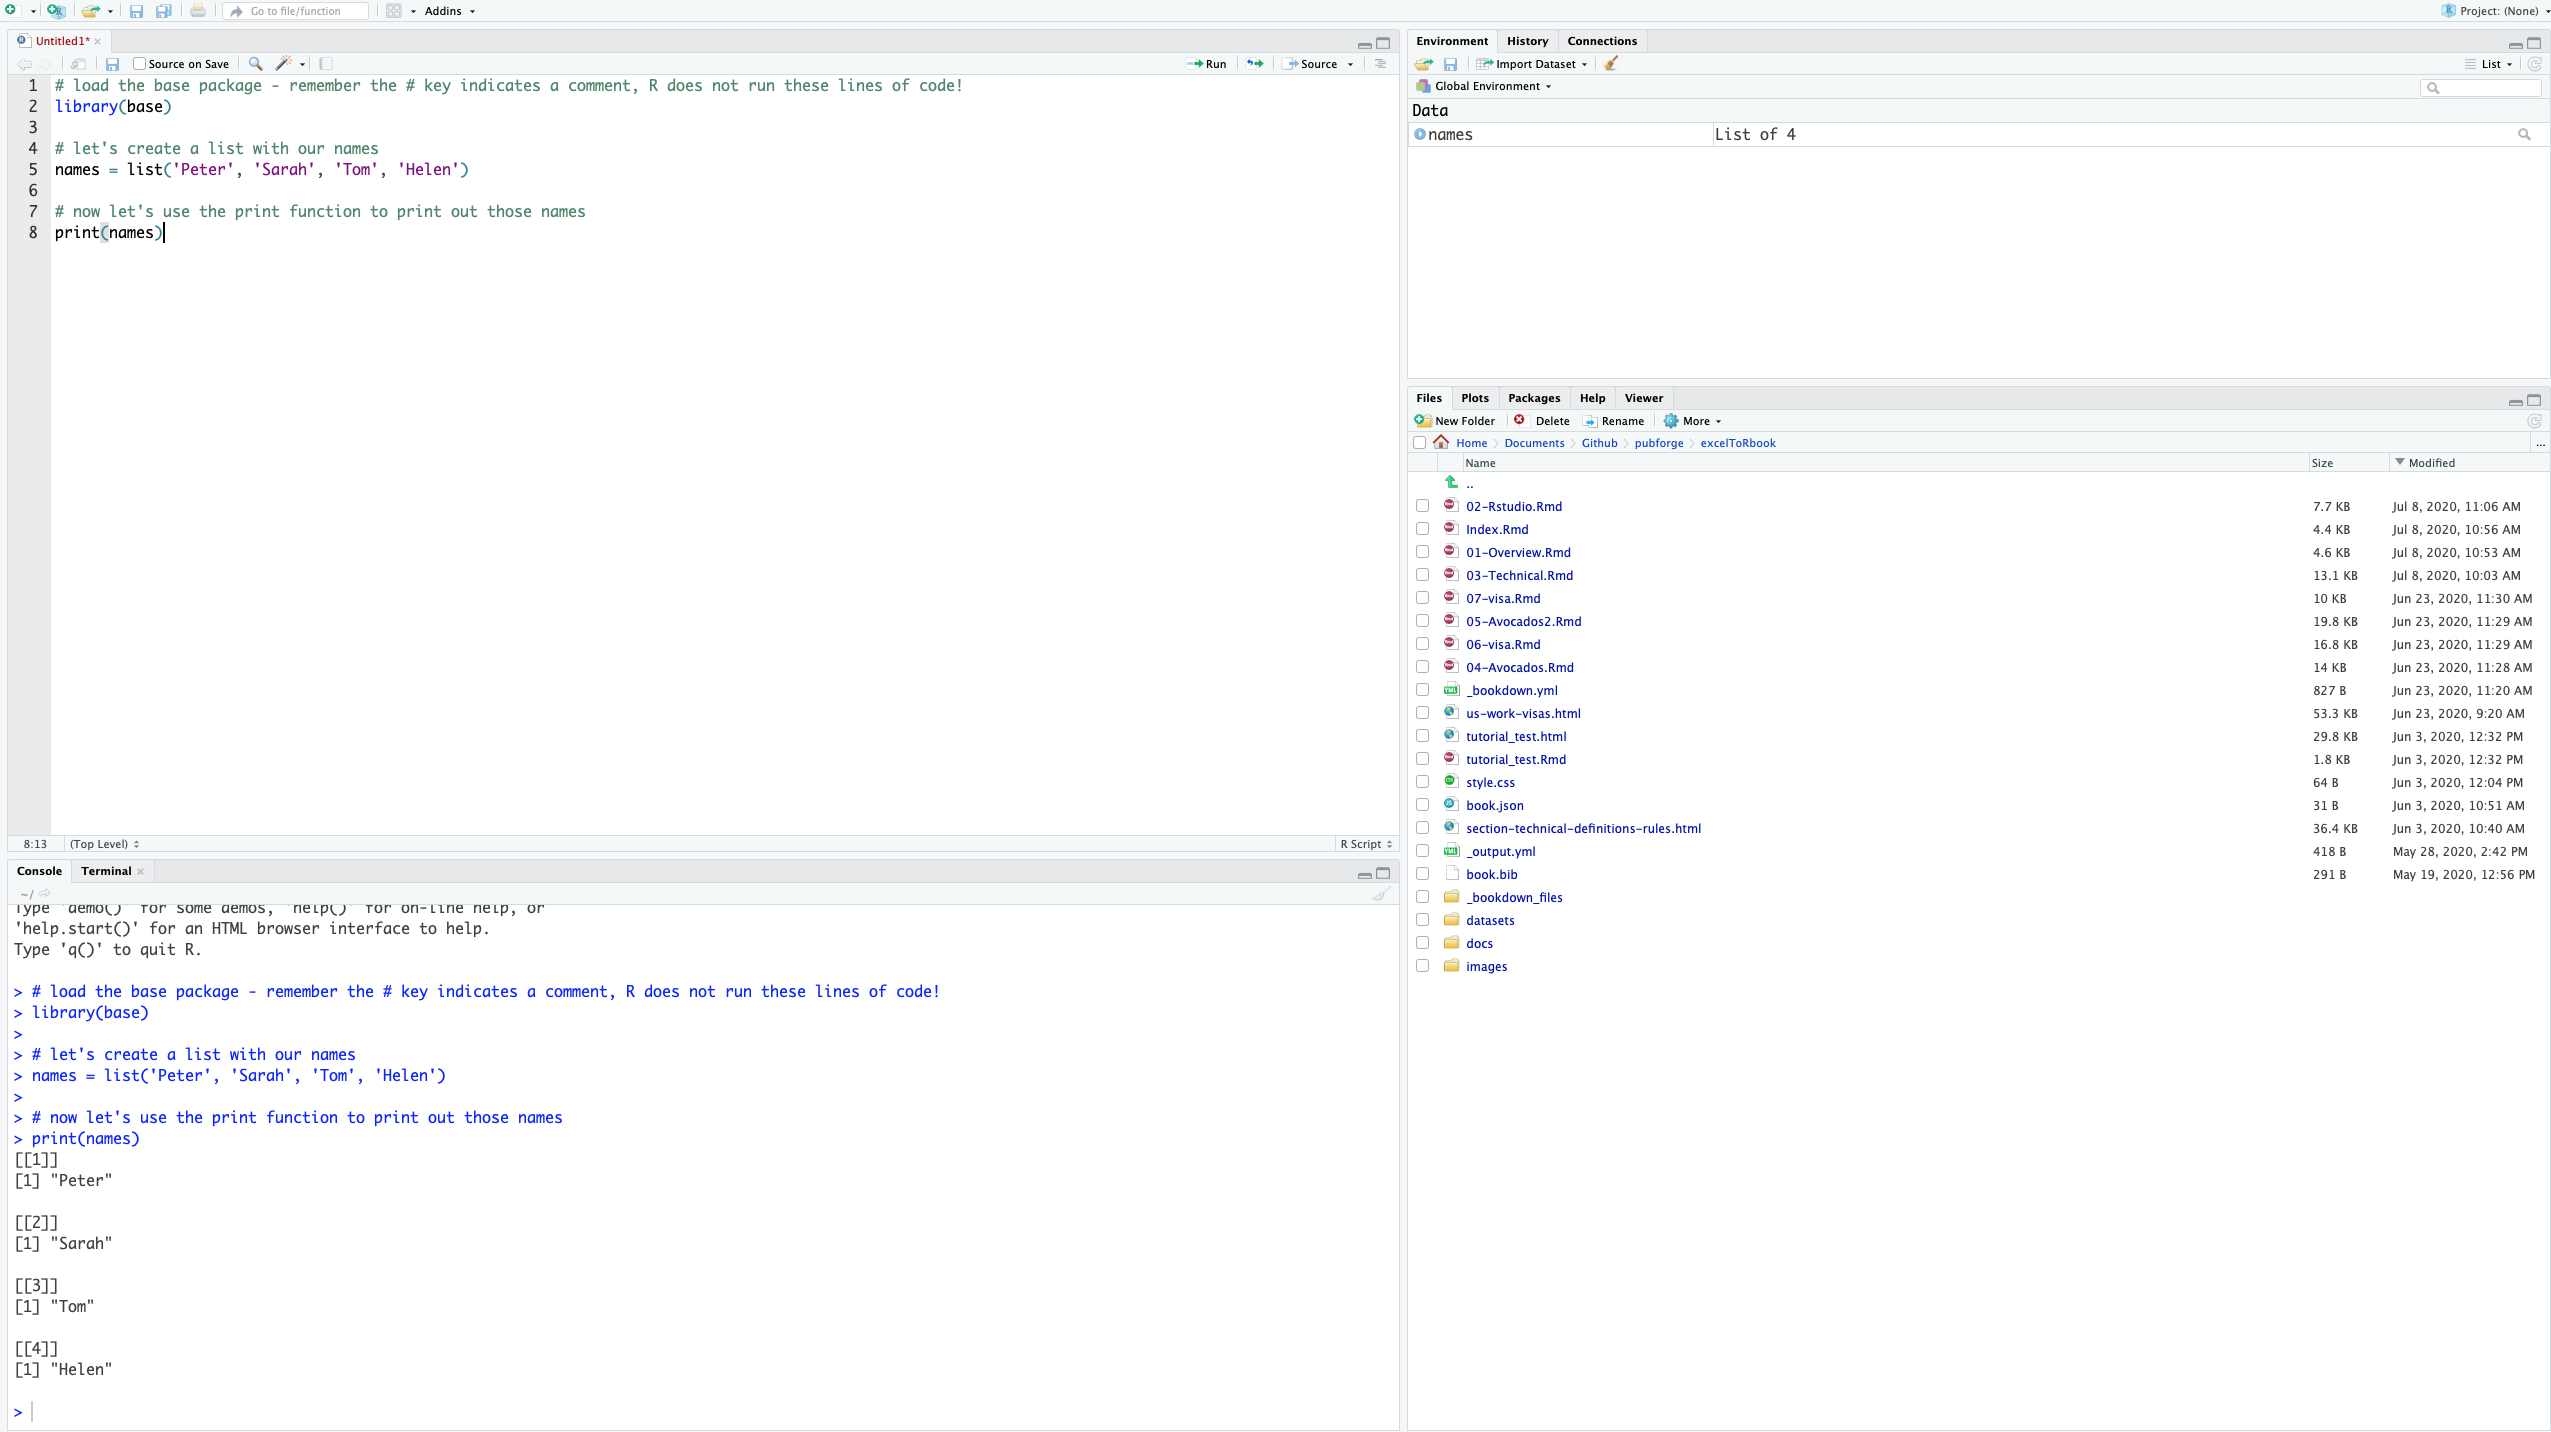 Go to file/function
Addins
Project: (None)
Untitled1*
Source on Save
Run
Source
1 # load the base package - remember the # key indicates a comment, R does not run these lines of code!
2 library(base)
3
4 # let's create a list with our names
5 names = list('Peter', 'Sarah', 'Tom', 'Helen')
6
7 # now let's use the print function to print out those names
8 print(names)
8:13 (Top Level) R Script
Console Terminal
~/
Type 'demo()' for some demos, 'help()' for on-line help, or
'help.start()' for an HTML browser interface to help.
Type 'q()' to quit R.
> # load the base package - remember the # key indicates a comment, R does not run these lines of code!
> library(base)
>
> # let's create a list with our names
> names = list('Peter', 'Sarah', 'Tom', 'Helen')
>
> # now let's use the print function to print out those names
> print(names)
[[1]]
[1] "Peter"
[[2]]
[1] "Sarah"
[[3]]
[1] "Tom"
[[4]]
[1] "Helen"
>
Environment History Connections
Import Dataset List
Global Environment
Data
names List of 4
Files Plots Packages Help Viewer
New Folder Delete Rename More
Home Documents Github pubforge excelToRbook ...
Name Size Modified
..
02-Rstudio.Rmd 7.7 KB Jul 8, 2020, 11:06 AM
Index.Rmd 4.4 KB Jul 8, 2020, 10:56 AM
01-Overview.Rmd 4.6 KB Jul 8, 2020, 10:53 AM
03-Technical.Rmd 13.1 KB Jul 8, 2020, 10:03 AM
07-visa.Rmd 10 KB Jun 23, 2020, 11:30 AM
05-Avocados2.Rmd 19.8 KB Jun 23, 2020, 11:29 AM
06-visa.Rmd 16.8 KB Jun 23, 2020, 11:29 AM
04-Avocados.Rmd 14 KB Jun 23, 2020, 11:28 AM
_bookdown.yml 827 B Jun 23, 2020, 11:20 AM
us-work-visas.html 53.3 KB Jun 23, 2020, 9:20 AM
tutorial_test.html 29.8 KB Jun 3, 2020, 12:32 PM
tutorial_test.Rmd 1.8 KB Jun 3, 2020, 12:32 PM
style.css 64 B Jun 3, 2020, 12:04 PM
book.json 31 B Jun 3, 2020, 10:51 AM
section-technical-definitions-rules.html 36.4 KB Jun 3, 2020, 10:40 AM
_output.yml 418 B May 28, 2020, 2:42 PM
book.bib 291 B May 19, 2020, 12:56 PM
_bookdown_files
datasets
docs
images